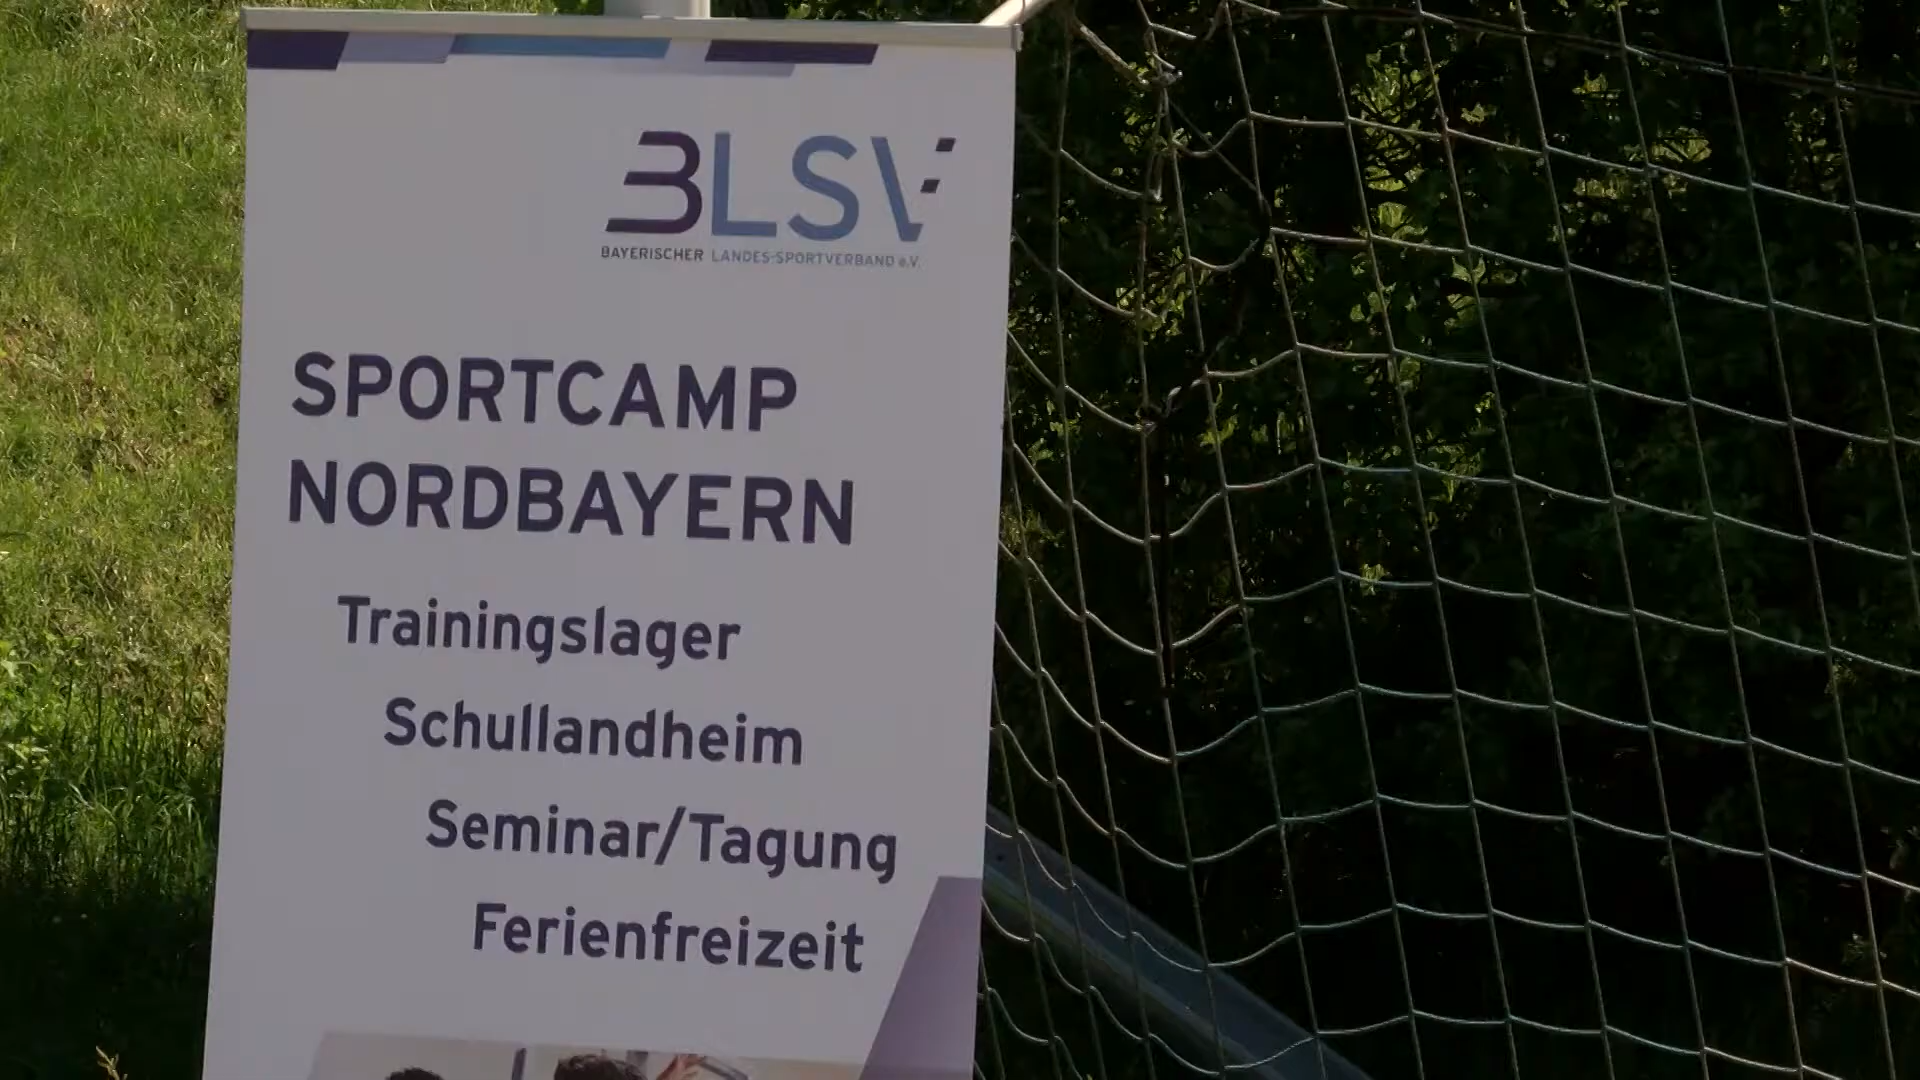 BLSV
BAYERISCHER LANDES-SPORTVERBAND e.V.
SPORTCAMP
NORDBAYERN
Trainingslager
Schullandheim
Seminar/Tagung
Ferienfreizeit